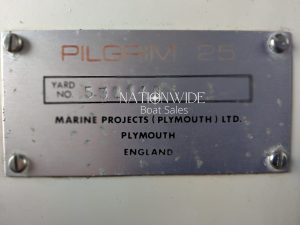 PILGRIM 25
YARD
NO.
NATIONWIDE
Boat Sales
MARINE PROJECTS (PLYMOUTH) LTD.
PLYMOUTH
ENGLAND